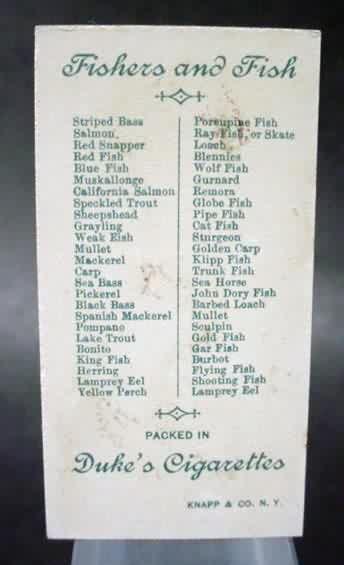 Fishers and Fish
Striped Bass
Salmon
Red Snapper
Red Fish
Blue Fish
Muskallonge
California Salmon
Speckled Trout
Sheepshead
Grayling
Weak Fish
Mullet
Mackerel
Carp
Sea Bass
Pickerel
Black Bass
Spanish Mackerel
Pompano
Lake Trout
Bonito
King Fish
Herring
Lamprey Eel
Yellow Perch
Porcupine Fish
Ray Fish, or Skate
Loach
Blennies
Wolf Fish
Gurnard
Remora
Globe Fish
Pipe Fish
Cat Fish
Sturgeon
Golden Carp
Klipp Fish
Trunk Fish
Sea Horse
John Dory Fish
Barbed Loach
Mullet
Sculpin
Gold Fish
Gar Fish
Burbot
Flying Fish
Shooting Fish
Lamprey Eel
PACKED IN
Duke's Cigarettes
KNAPP & CO. N. Y.